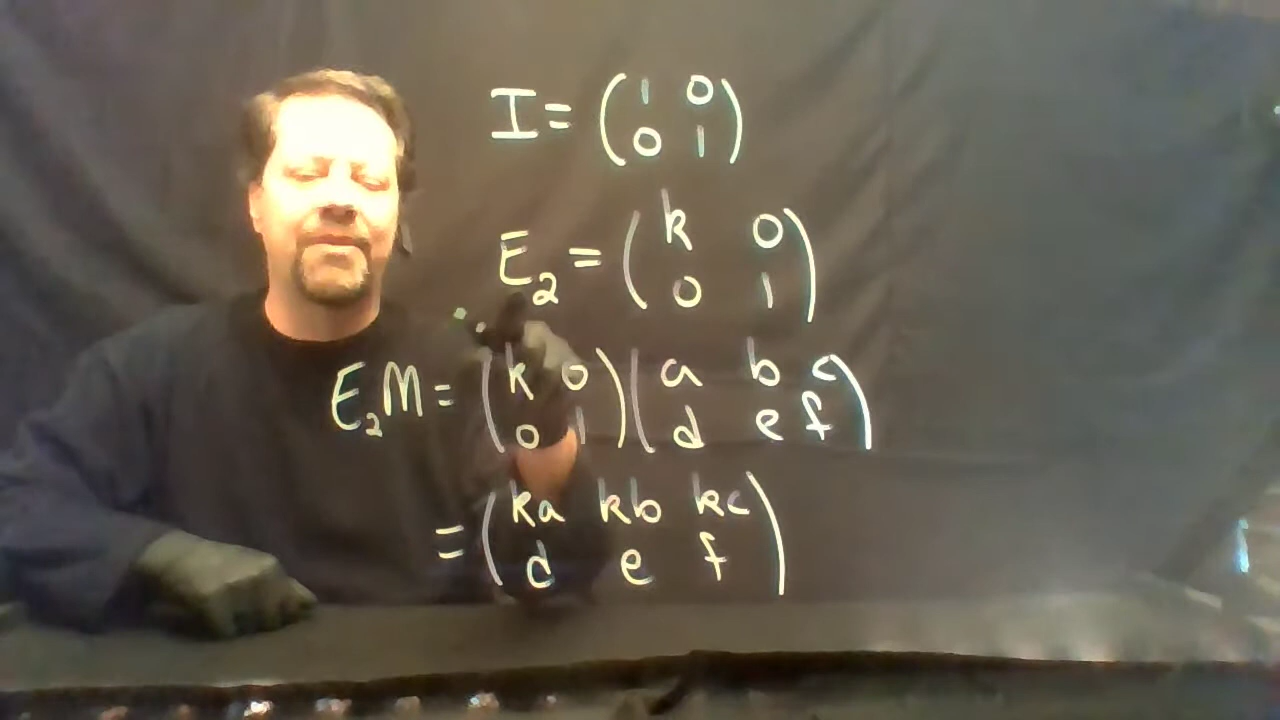 I = (1 0
0 1)
E₂ = (k 0
0 1)
E₂M = (k 0)(a b c)
(0 1)(d e f)
= (ka kb kc
d e f)